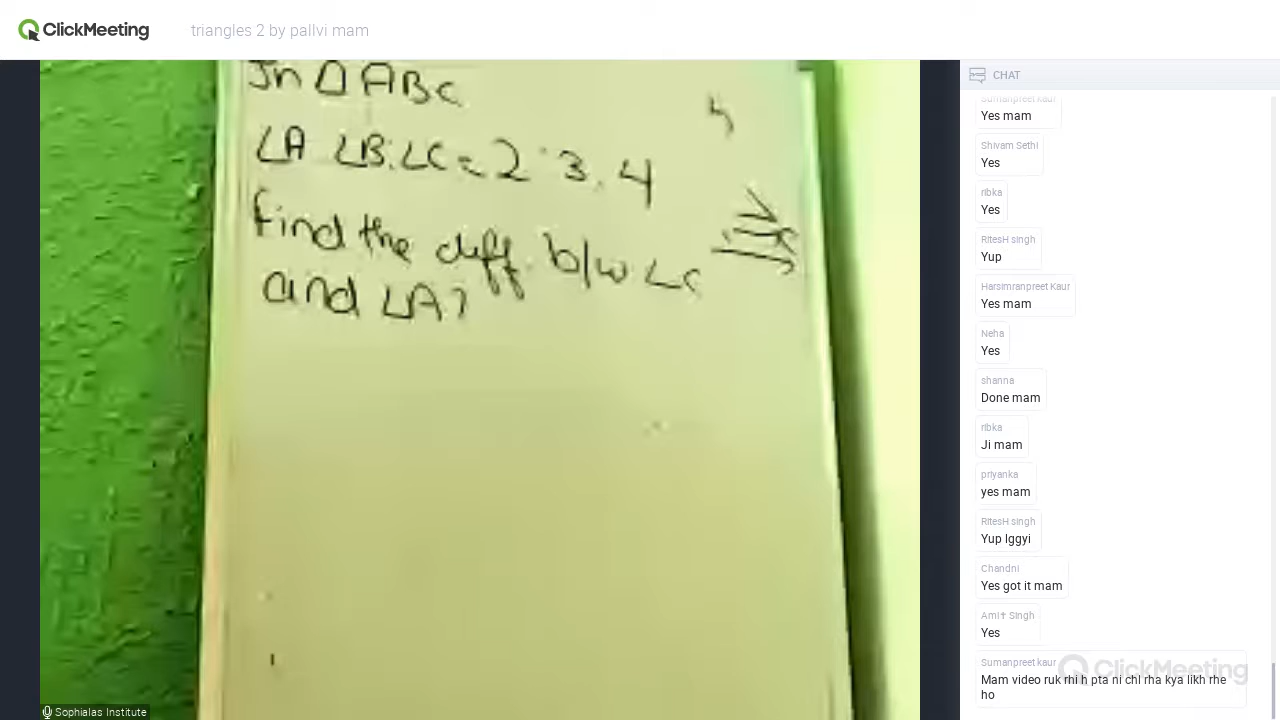 ClickMeeting
triangles 2 by pallvi mam
In Δ ABC
∠A ∠B:∠C = 2 : 3 . 4
find the diff. b/w ∠C
and ∠A?
Sophialas Institute
CHAT
Sumanpreet kaur
Yes mam
Shivam Sethi
Yes
ribka
Yes
RitesH singh
Yup
Harsimranpreet Kaur
Yes mam
Neha
Yes
shanna
Done mam
ribka
Ji mam
priyanka
yes mam
RitesH singh
Yup lggyi
Chandni
Yes got it mam
Ami✝ Singh
Yes
Sumanpreet kaur
Mam video ruk rhi h pta ni chl rha kya likh rhe
ho
ClickMeeting